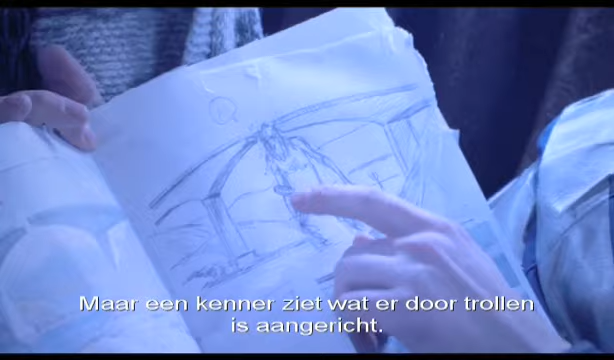 Maar een kenner ziet wat er door trollen
is aangericht.